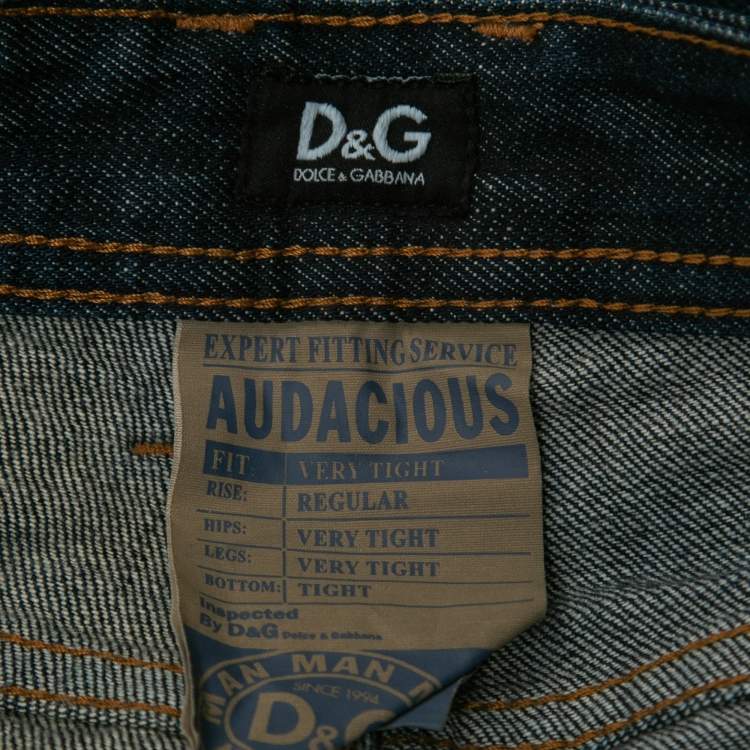 D&G
DOLCE & GABBANA
EXPERT FITTING SERVICE
AUDACIOUS
FIT: VERY TIGHT
RISE: REGULAR
HIPS: VERY TIGHT
LEGS: VERY TIGHT
BOTTOM: TIGHT
Inspected
By D&G Dolce & Gabbana
MAN MAN
SINCE 1994
D&G